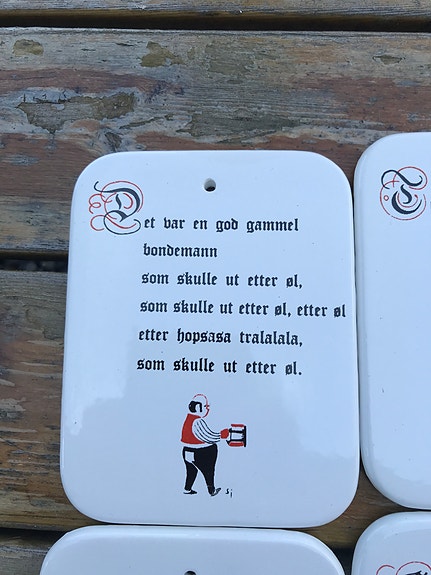 Det var en god gammel
bondemann
som skulle ut etter øl,
som skulle ut etter øl, etter øl
etter hopsasa tralalala,
som skulle ut etter øl.
si